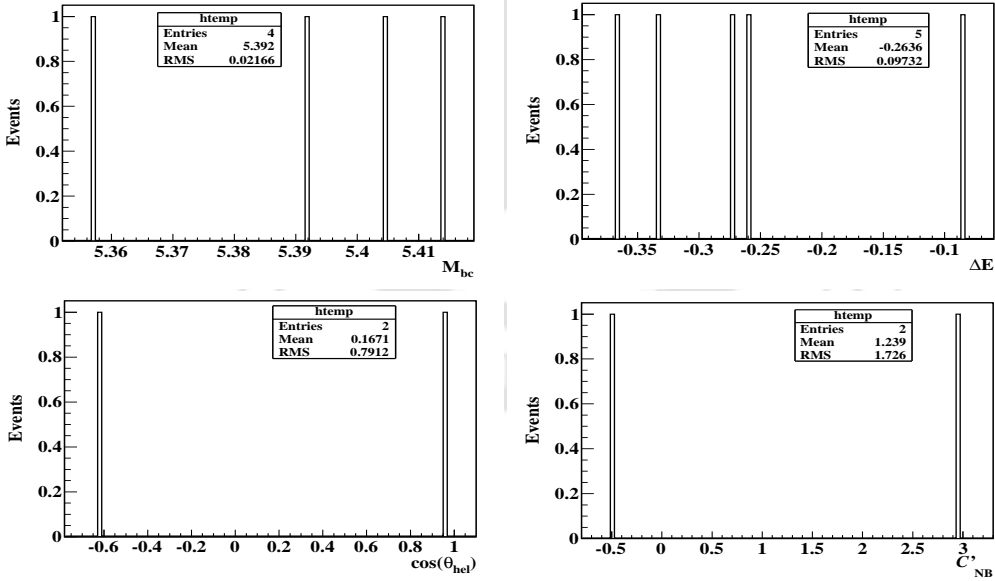 htemp
Entries 4
Mean 5.392
RMS 0.02166
Events
1
0.8
0.6
0.4
0.2
0
5.36 5.37 5.38 5.39 5.4 5.41
M_bc
htemp
Entries 5
Mean -0.2636
RMS 0.09732
Events
1
0.8
0.6
0.4
0.2
0
-0.35 -0.3 -0.25 -0.2 -0.15 -0.1
ΔE
htemp
Entries 2
Mean 0.1671
RMS 0.7912
Events
1
0.8
0.6
0.4
0.2
0
-0.6 -0.4 -0.2 0 0.2 0.4 0.6 0.8 1
cos(θ_hel)
htemp
Entries 2
Mean 1.239
RMS 1.726
Events
1
0.8
0.6
0.4
0.2
0
-0.5 0 0.5 1 1.5 2 2.5 3
C'_NB